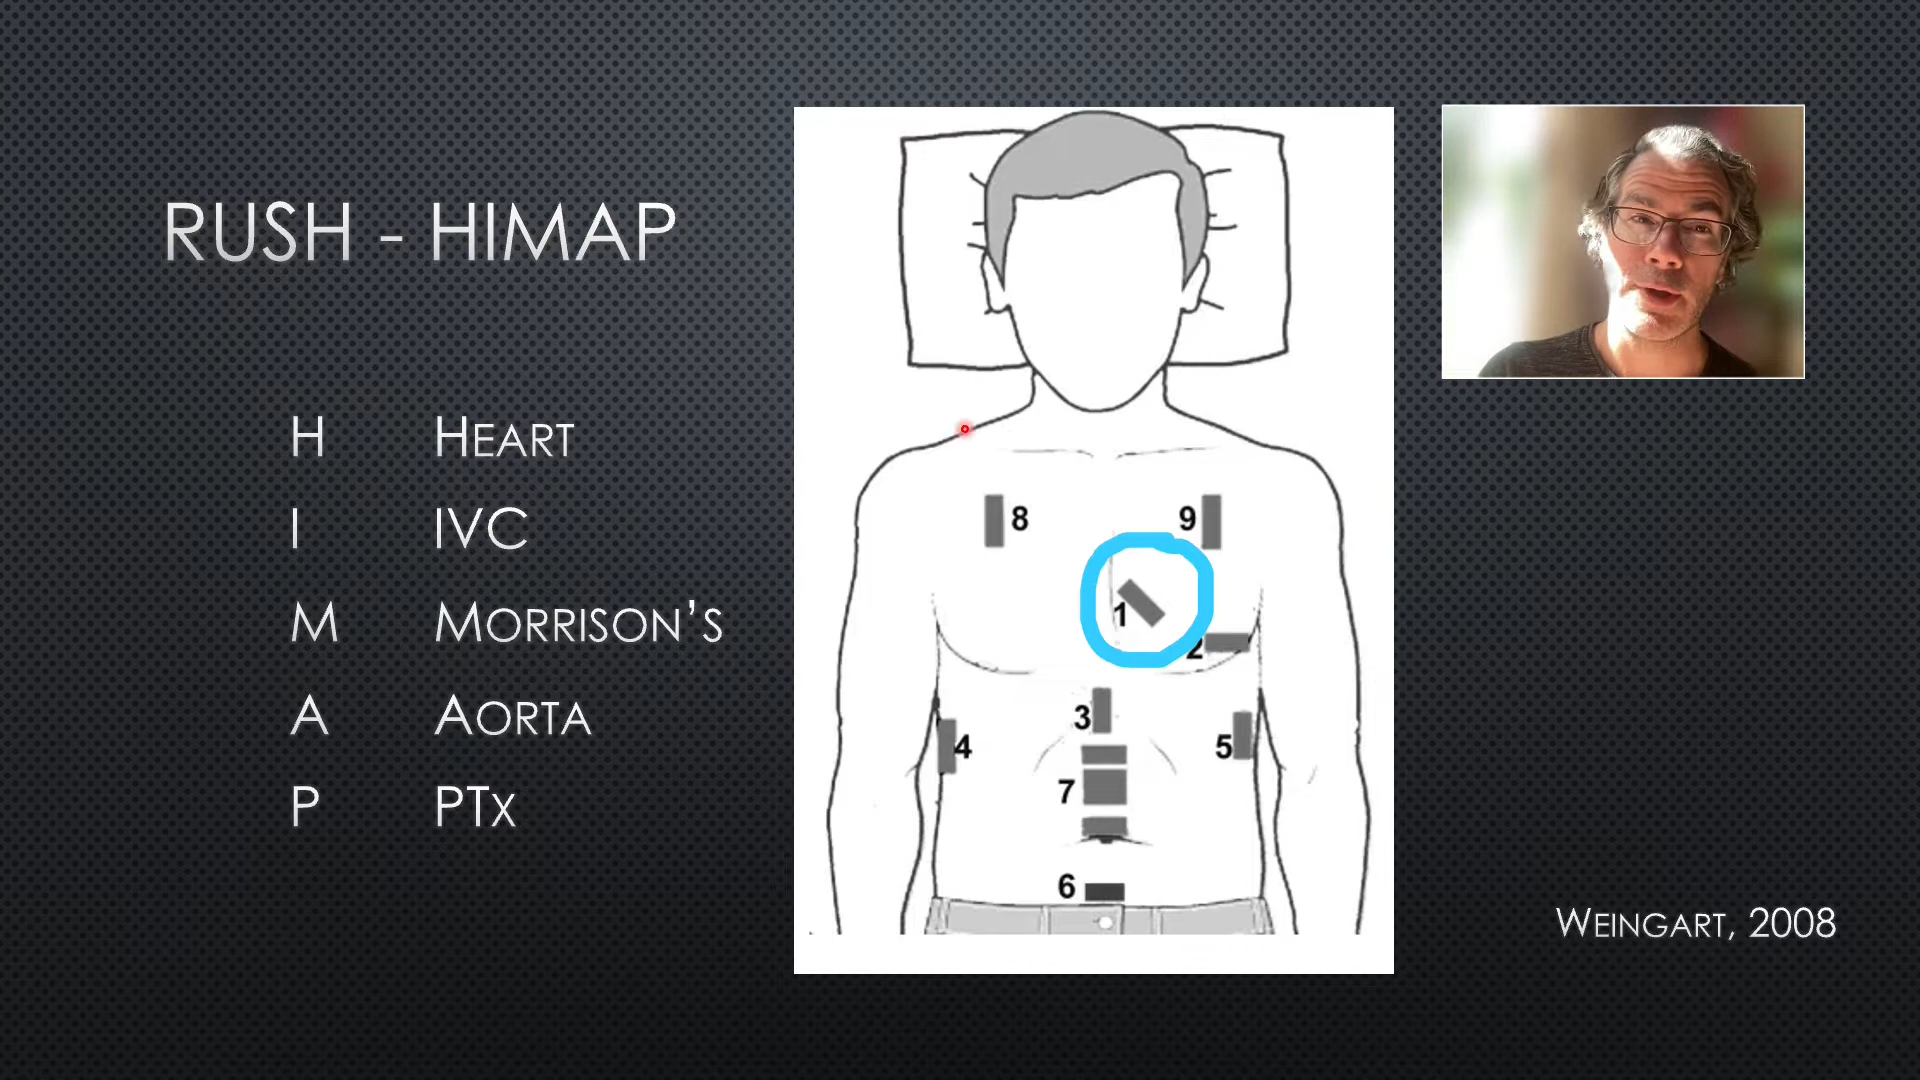 RUSH - HIMAP
H HEART
I IVC
M MORRISON'S
A AORTA
P PTX
8
9
1
2
3
4
5
7
6
WEINGART, 2008